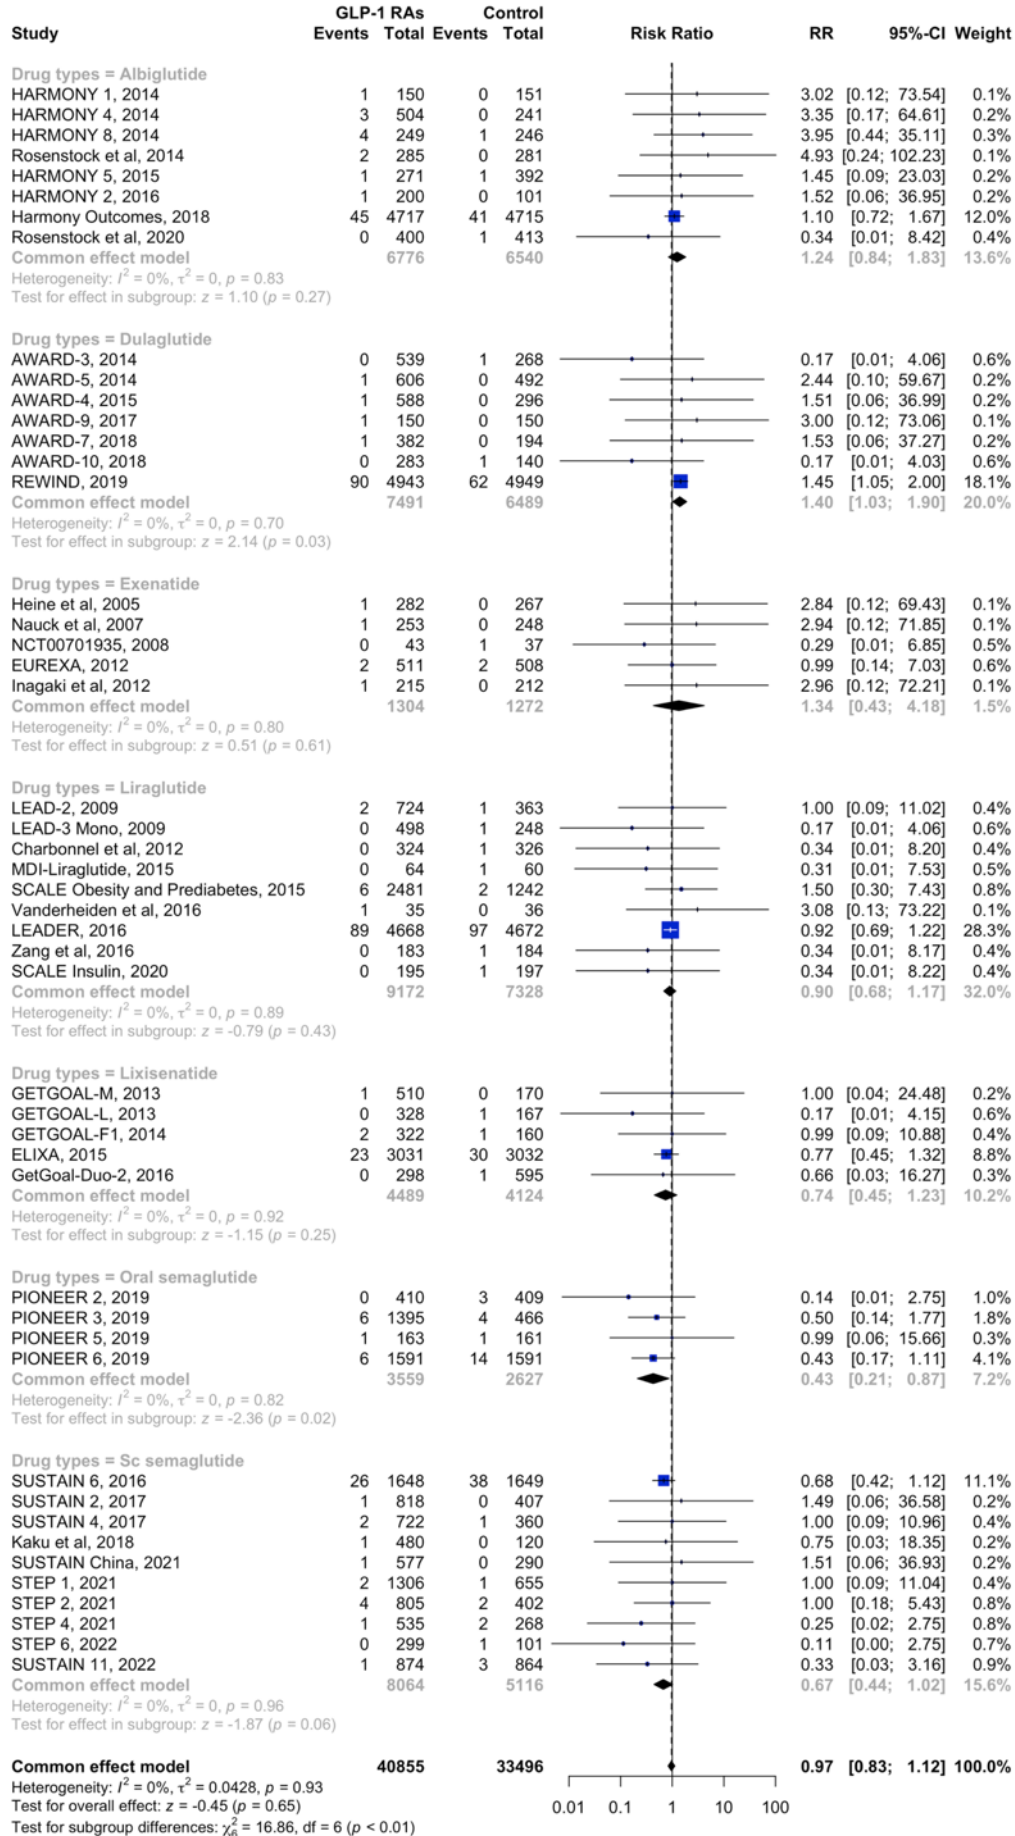 GLP-1 RAs Control
Study Events Total Events Total Risk Ratio RR 95%-CI Weight
Drug types = Albiglutide
HARMONY 1, 2014 1 150 0 151 3.02 [0.12; 73.54] 0.1%
HARMONY 4, 2014 3 504 0 241 3.35 [0.17; 64.61] 0.2%
HARMONY 8, 2014 4 249 1 246 3.95 [0.44; 35.11] 0.3%
Rosenstock et al, 2014 2 285 0 281 4.93 [0.24; 102.23] 0.1%
HARMONY 5, 2015 1 271 1 392 1.45 [0.09; 23.03] 0.2%
HARMONY 2, 2016 1 200 0 101 1.52 [0.06; 36.95] 0.2%
Harmony Outcomes, 2018 45 4717 41 4715 1.10 [0.72; 1.67] 12.0%
Rosenstock et al, 2020 0 400 1 413 0.34 [0.01; 8.42] 0.4%
Common effect model 6776 6540 1.24 [0.84; 1.83] 13.6%
Heterogeneity: I² = 0%, τ² = 0, p = 0.83
Test for effect in subgroup: z = 1.10 (p = 0.27)
Drug types = Dulaglutide
AWARD-3, 2014 0 539 1 268 0.17 [0.01; 4.06] 0.6%
AWARD-5, 2014 1 606 0 492 2.44 [0.10; 59.67] 0.2%
AWARD-4, 2015 1 588 0 296 1.51 [0.06; 36.99] 0.2%
AWARD-9, 2017 1 150 0 150 3.00 [0.12; 73.06] 0.1%
AWARD-7, 2018 1 382 0 194 1.53 [0.06; 37.27] 0.2%
AWARD-10, 2018 0 283 1 140 0.17 [0.01; 4.03] 0.6%
REWIND, 2019 90 4943 62 4949 1.45 [1.05; 2.00] 18.1%
Common effect model 7491 6489 1.40 [1.03; 1.90] 20.0%
Heterogeneity: I² = 0%, τ² = 0, p = 0.70
Test for effect in subgroup: z = 2.14 (p = 0.03)
Drug types = Exenatide
Heine et al, 2005 1 282 0 267 2.84 [0.12; 69.43] 0.1%
Nauck et al, 2007 1 253 0 248 2.94 [0.12; 71.85] 0.1%
NCT00701935, 2008 0 43 1 37 0.29 [0.01; 6.85] 0.5%
EUREXA, 2012 2 511 2 508 0.99 [0.14; 7.03] 0.6%
Inagaki et al, 2012 1 215 0 212 2.96 [0.12; 72.21] 0.1%
Common effect model 1304 1272 1.34 [0.43; 4.18] 1.5%
Heterogeneity: I² = 0%, τ² = 0, p = 0.80
Test for effect in subgroup: z = 0.51 (p = 0.61)
Drug types = Liraglutide
LEAD-2, 2009 2 724 1 363 1.00 [0.09; 11.02] 0.4%
LEAD-3 Mono, 2009 0 498 1 248 0.17 [0.01; 4.06] 0.6%
Charbonnel et al, 2012 0 324 1 326 0.34 [0.01; 8.20] 0.4%
MDI-Liraglutide, 2015 0 64 1 60 0.31 [0.01; 7.53] 0.5%
SCALE Obesity and Prediabetes, 2015 6 2481 2 1242 1.50 [0.30; 7.43] 0.8%
Vanderheiden et al, 2016 1 35 0 36 3.08 [0.13; 73.22] 0.1%
LEADER, 2016 89 4668 97 4672 0.92 [0.69; 1.22] 28.3%
Zang et al, 2016 0 183 1 184 0.34 [0.01; 8.17] 0.4%
SCALE Insulin, 2020 0 195 1 197 0.34 [0.01; 8.22] 0.4%
Common effect model 9172 7328 0.90 [0.68; 1.17] 32.0%
Heterogeneity: I² = 0%, τ² = 0, p = 0.89
Test for effect in subgroup: z = -0.79 (p = 0.43)
Drug types = Lixisenatide
GETGOAL-M, 2013 1 510 0 170 1.00 [0.04; 24.48] 0.2%
GETGOAL-L, 2013 0 328 1 167 0.17 [0.01; 4.15] 0.6%
GETGOAL-F1, 2014 2 322 1 160 0.99 [0.09; 10.88] 0.4%
ELIXA, 2015 23 3031 30 3032 0.77 [0.45; 1.32] 8.8%
GetGoal-Duo-2, 2016 0 298 1 595 0.66 [0.03; 16.27] 0.3%
Common effect model 4489 4124 0.74 [0.45; 1.23] 10.2%
Heterogeneity: I² = 0%, τ² = 0, p = 0.92
Test for effect in subgroup: z = -1.15 (p = 0.25)
Drug types = Oral semaglutide
PIONEER 2, 2019 0 410 3 409 0.14 [0.01; 2.75] 1.0%
PIONEER 3, 2019 6 1395 4 466 0.50 [0.14; 1.77] 1.8%
PIONEER 5, 2019 1 163 1 161 0.99 [0.06; 15.66] 0.3%
PIONEER 6, 2019 6 1591 14 1591 0.43 [0.17; 1.11] 4.1%
Common effect model 3559 2627 0.43 [0.21; 0.87] 7.2%
Heterogeneity: I² = 0%, τ² = 0, p = 0.82
Test for effect in subgroup: z = -2.36 (p = 0.02)
Drug types = Sc semaglutide
SUSTAIN 6, 2016 26 1648 38 1649 0.68 [0.42; 1.12] 11.1%
SUSTAIN 2, 2017 1 818 0 407 1.49 [0.06; 36.58] 0.2%
SUSTAIN 4, 2017 2 722 1 360 1.00 [0.09; 10.96] 0.4%
Kaku et al, 2018 1 480 0 120 0.75 [0.03; 18.35] 0.2%
SUSTAIN China, 2021 1 577 0 290 1.51 [0.06; 36.93] 0.2%
STEP 1, 2021 2 1306 1 655 1.00 [0.09; 11.04] 0.4%
STEP 2, 2021 4 805 2 402 1.00 [0.18; 5.43] 0.8%
STEP 4, 2021 1 535 2 268 0.25 [0.02; 2.75] 0.8%
STEP 6, 2022 0 299 1 101 0.11 [0.00; 2.75] 0.7%
SUSTAIN 11, 2022 1 874 3 864 0.33 [0.03; 3.16] 0.9%
Common effect model 8064 5116 0.67 [0.44; 1.02] 15.6%
Heterogeneity: I² = 0%, τ² = 0, p = 0.96
Test for effect in subgroup: z = -1.87 (p = 0.06)
Common effect model 40855 33496 0.97 [0.83; 1.12] 100.0%
Heterogeneity: I² = 0%, τ² = 0.0428, p = 0.93
Test for overall effect: z = -0.45 (p = 0.65)
0.01 0.1 1 10 100
Test for subgroup differences: χ²₆ = 16.86, df = 6 (p < 0.01)